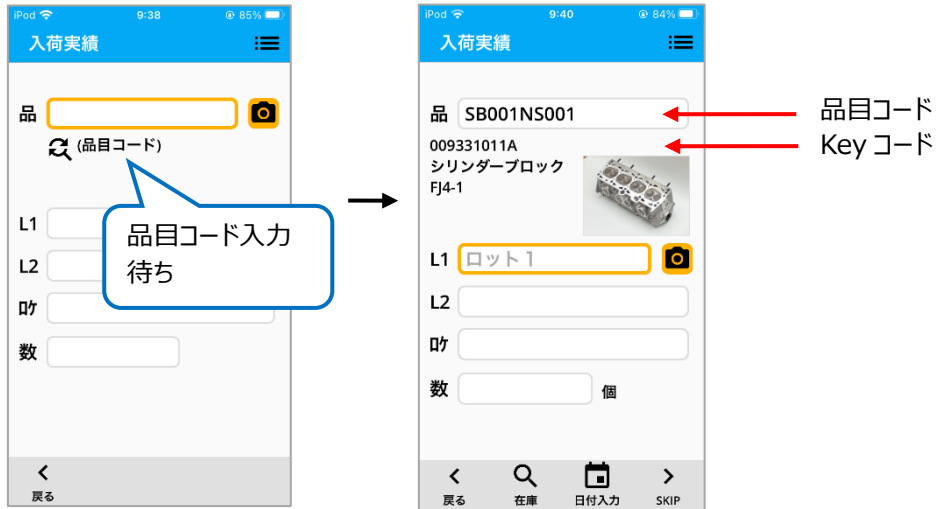 iPod 9:38 85%
入荷実績
品
(品目コード)
品目コード入力
待ち
L1
L2
ロケ
数
戻る
iPod 9:40 84%
入荷実績
品 SB001NS001
009331011A
シリンダーブロック
FJ4-1
L1 ロット1
L2
ロケ
数 個
戻る 在庫 日付入力 SKIP
品目コード
Key コード